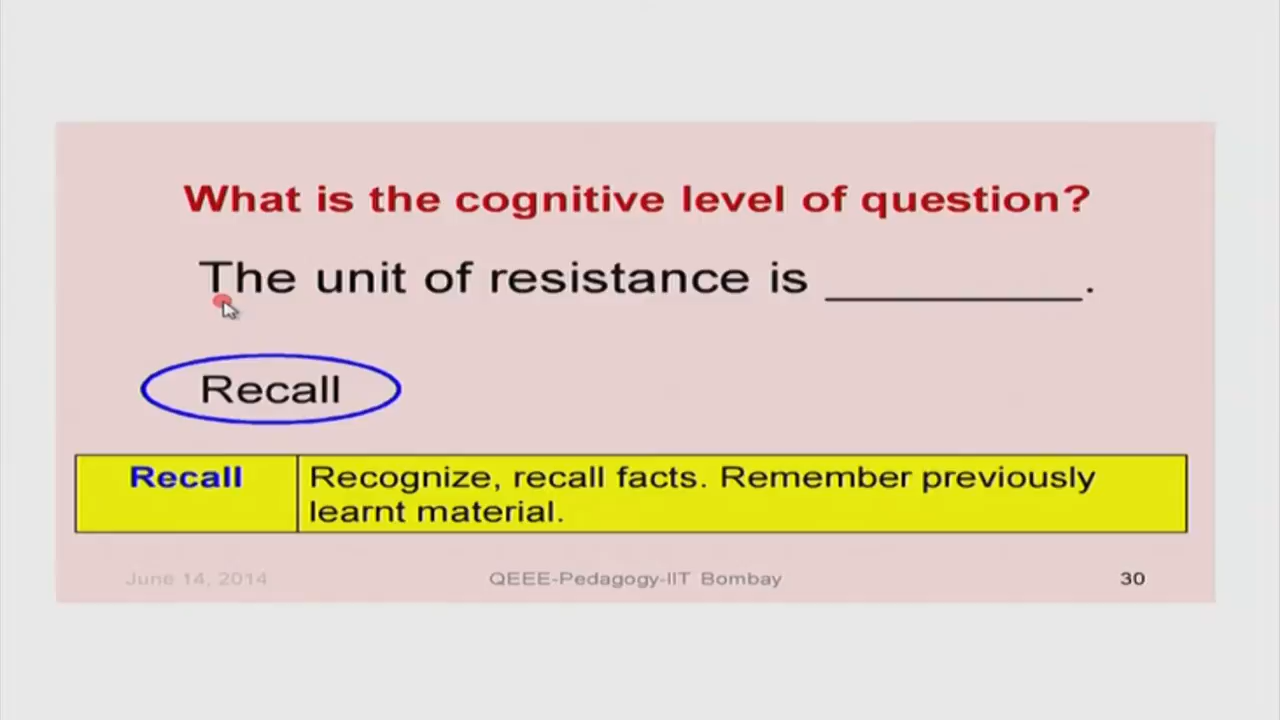 What is the cognitive level of question?
The unit of resistance is __________.
Recall
Recall Recognize, recall facts. Remember previously
learnt material.
June 14, 2014 QEEE-Pedagogy-IIT Bombay 30